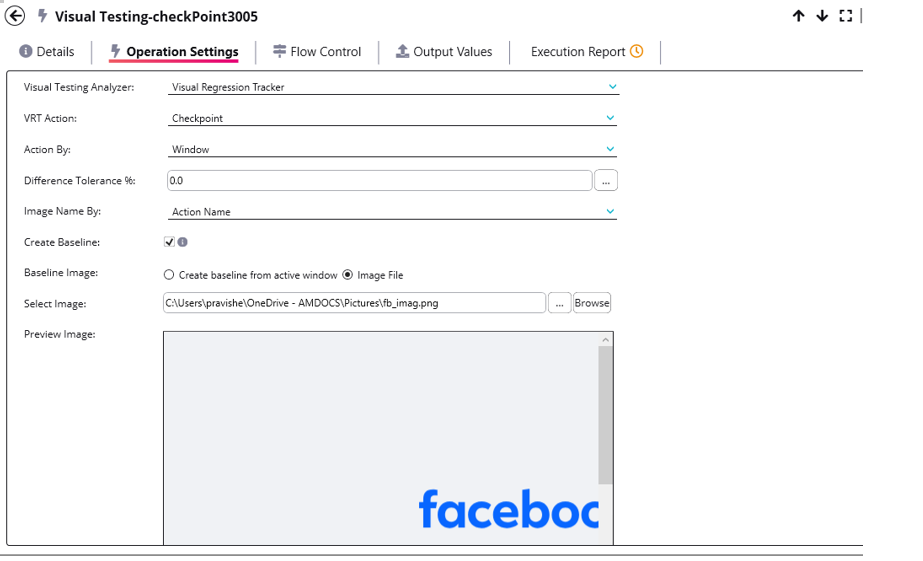 Visual Testing-checkPoint3005
Details
Operation Settings
Flow Control
Output Values
Execution Report
Visual Testing Analyzer: Visual Regression Tracker
VRT Action: Checkpoint
Action By: Window
Difference Tolerance %: 0.0 ...
Image Name By: Action Name
Create Baseline:
Baseline Image: Create baseline from active window Image File
Select Image: C:\Users\pravishe\OneDrive - AMDOCS\Pictures\fb_imag.png ... Browse
Preview Image:
faceboc